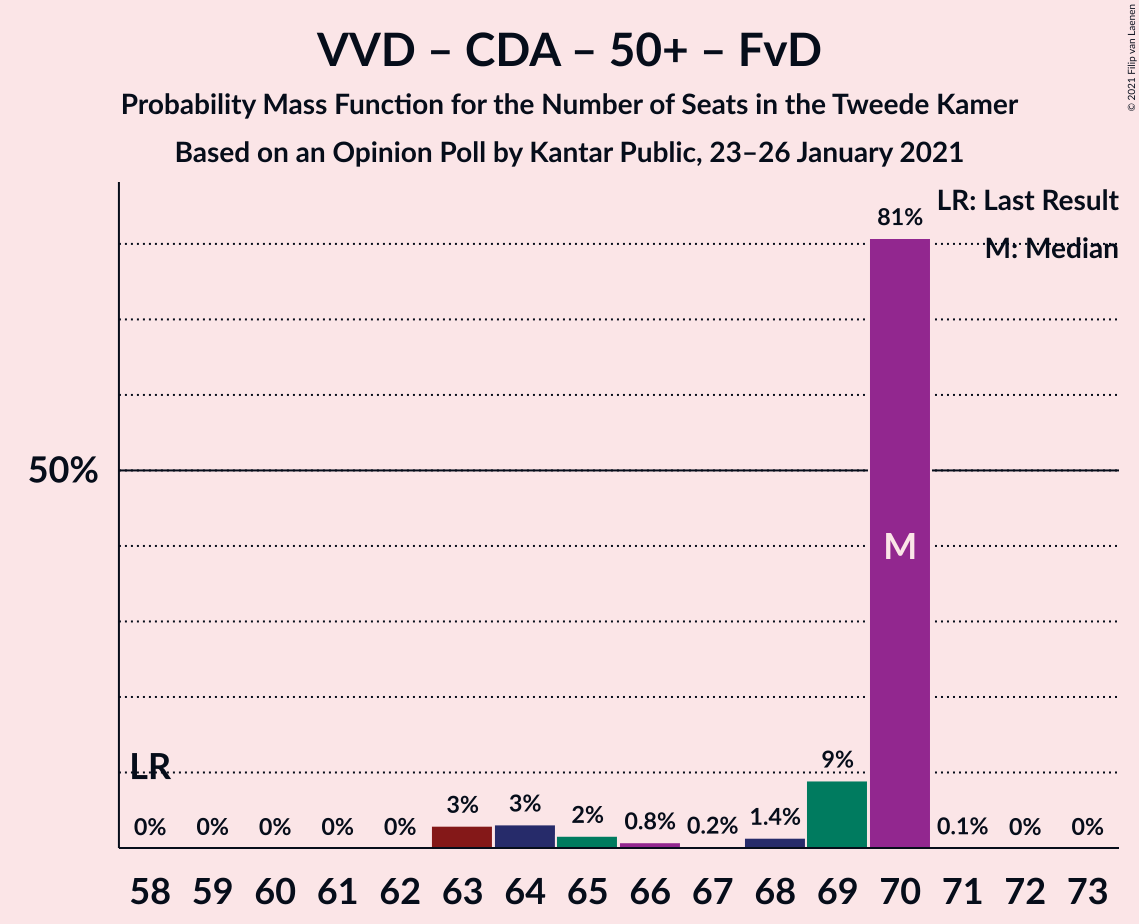 VVD – CDA – 50+ – FvD
Probability Mass Function for the Number of Seats in the Tweede Kamer
Based on an Opinion Poll by Kantar Public, 23–26 January 2021
© 2021 Filip van Laenen
LR: Last Result
M: Median
81%
50%
M
LR
9%
0% 0% 0% 0% 0% 3% 3% 2% 0.8% 0.2% 1.4% 0.1% 0% 0%
58 59 60 61 62 63 64 65 66 67 68 69 70 71 72 73